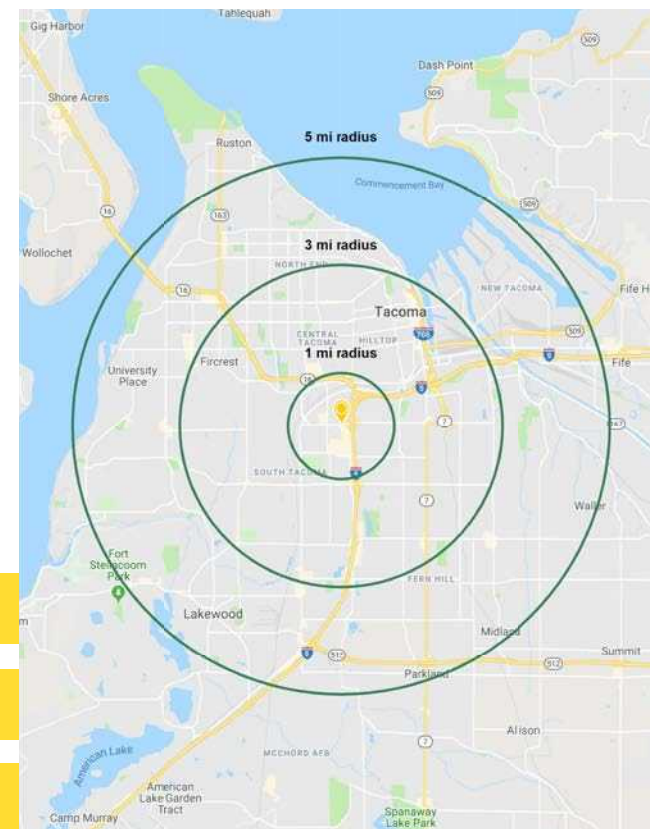 Tahlequah
Gig Harbor
509
Dash Point
Shore Acres
509
Ruston
5 mi radius
Commencement Bay
509
16
163
509
Wollochet
3 mi radius
NORTH END
16
NEW TACOMA
Fife H
Tacoma
CENTRAL
TACOMA
HILLTOP
705
509
1 mi radius
Fircrest
5
Fife
University
Place
16
5
7
167
SOUTH TACOMA
5
7
Waller
Fort
Steilacoom
Park
FERN HILL
Lakewood
m
Midland
5
512
Summit
512
Parkland
Alison
7
MCCHORD AFB
American Lake
American
Lake Garden
Tract
Camp Murray
Spanaway
Lake Park